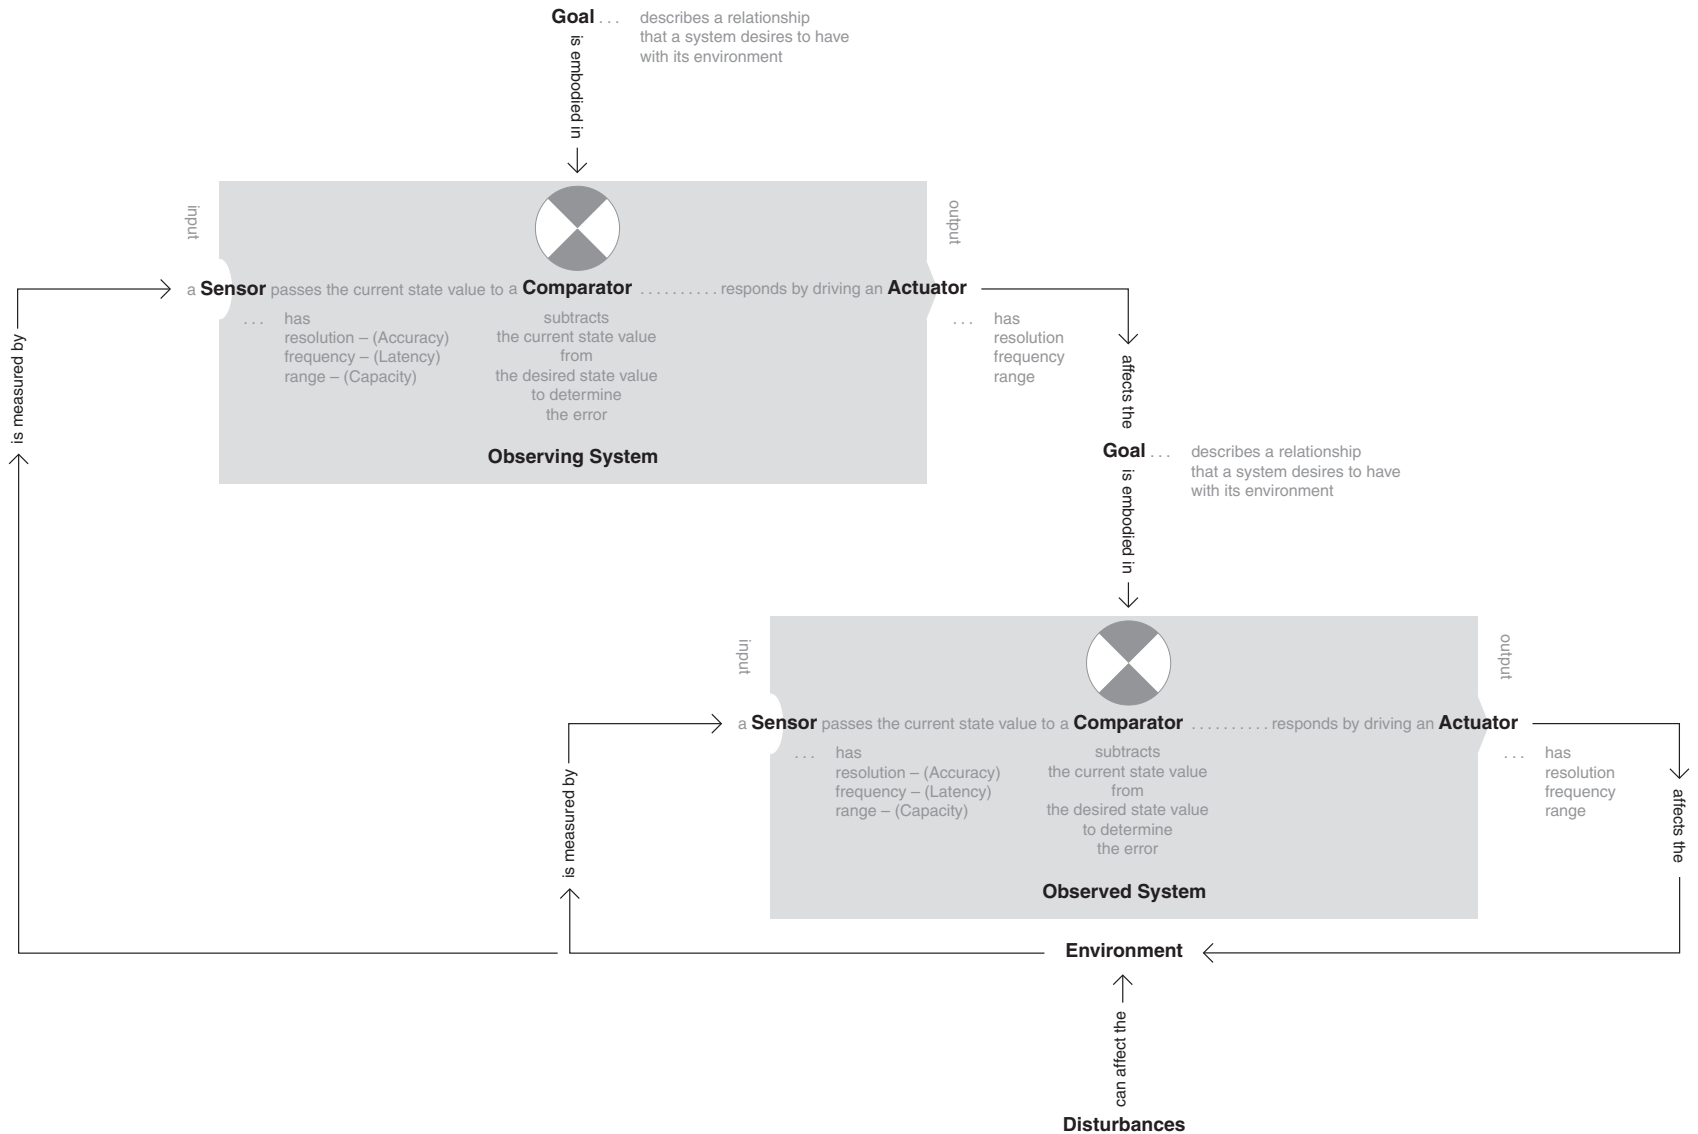 Goal . . . describes a relationship
that a system desires to have
with its environment
is embodied in
input
output
a Sensor passes the current state value to a Comparator . . . . . . . . . . responds by driving an Actuator
. . . has
resolution – (Accuracy)
frequency – (Latency)
range – (Capacity)
subtracts
the current state value
from
the desired state value
to determine
the error
. . . has
resolution
frequency
range
Observing System
is measured by
affects the
Goal . . . describes a relationship
that a system desires to have
with its environment
is embodied in
input
output
a Sensor passes the current state value to a Comparator . . . . . . . . . . responds by driving an Actuator
. . . has
resolution – (Accuracy)
frequency – (Latency)
range – (Capacity)
subtracts
the current state value
from
the desired state value
to determine
the error
. . . has
resolution
frequency
range
Observed System
is measured by
affects the
Environment
can affect the
Disturbances